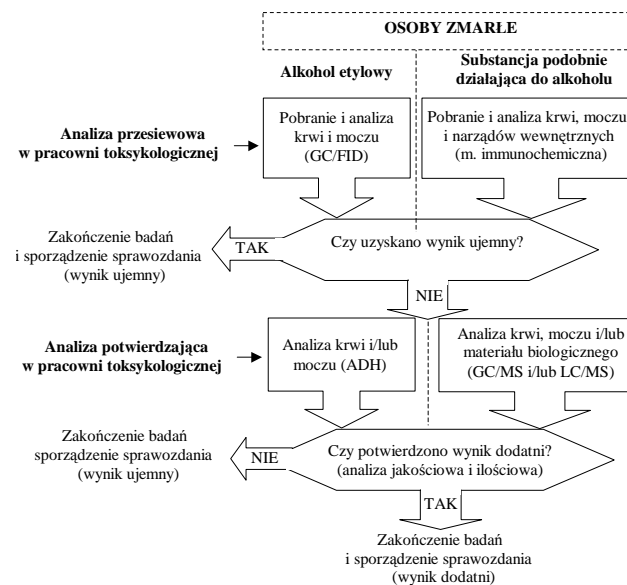 OSOBY ZMARŁE
Alkohol etylowy
Substancja podobnie
działająca do alkoholu
Analiza przesiewowa
w pracowni toksykologicznej
Pobranie i analiza
krwi i moczu
(GC/FID)
Pobranie i analiza krwi, moczu
i narządów wewnętrznych
(m. immunochemiczna)
Zakończenie badań
i sporządzenie sprawozdania
(wynik ujemny)
TAK
Czy uzyskano wynik ujemny?
NIE
Analiza potwierdzająca
w pracowni toksykologicznej
Analiza krwi i/lub
moczu (ADH)
Analiza krwi, moczu i/lub
materiału biologicznego
(GC/MS i/lub LC/MS)
Zakończenie badań
sporządzenie sprawozdania
(wynik ujemny)
NIE
Czy potwierdzono wynik dodatni?
(analiza jakościowa i ilościowa)
TAK
Zakończenie badań
i sporządzenie sprawozdania
(wynik dodatni)